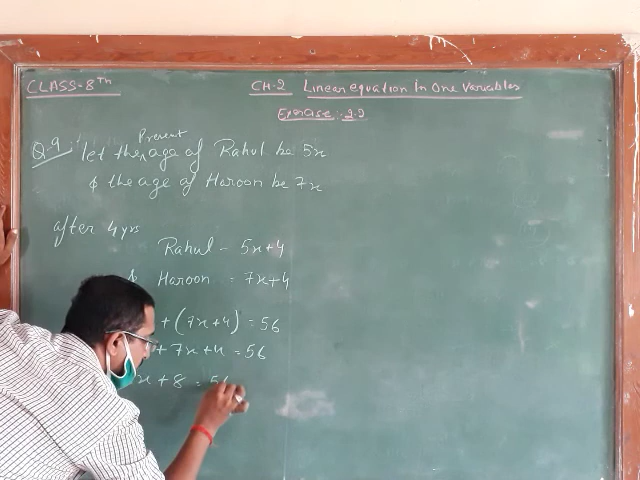 CLASS-8Th
CH-2 Linear equation In One Variables
Exercise: 2.2
Q.9: let the present age of Rahul be 5x
& the age of Haroon be 7x
after 4 yrs
Rahul - 5x+4
& Haroon = 7x+4
+ (7x+4) = 56
+ 7x + 4 = 56
x + 8 = 56